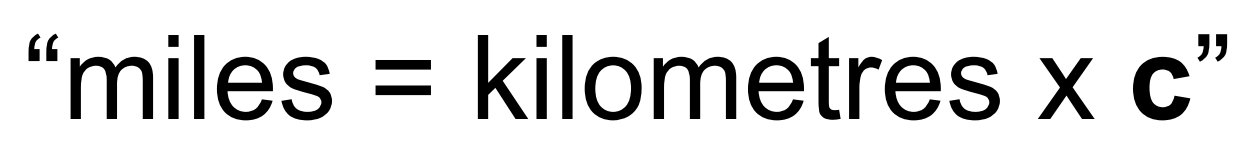 “miles = kilometres x c”